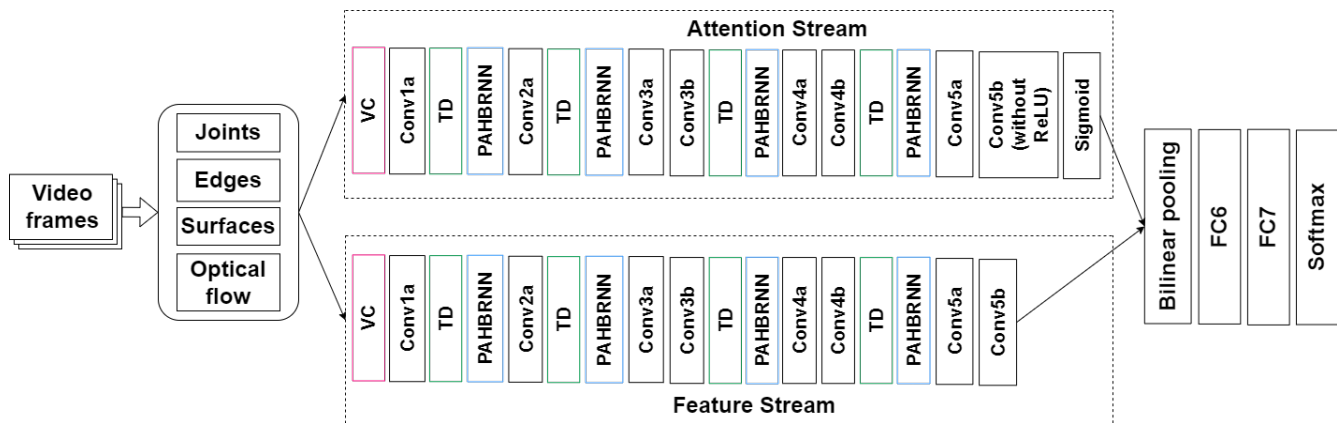 Video
frames
Joints
Edges
Surfaces
Optical
flow
Attention Stream
VC
Conv1a
TD
PAHBRNN
Conv2a
TD
PAHBRNN
Conv3a
Conv3b
TD
PAHBRNN
Conv4a
Conv4b
TD
PAHBRNN
Conv5a
Conv5b
(without
ReLU)
Sigmoid
VC
Conv1a
TD
PAHBRNN
Conv2a
TD
PAHBRNN
Conv3a
Conv3b
TD
PAHBRNN
Conv4a
Conv4b
TD
PAHBRNN
Conv5a
Conv5b
Feature Stream
Bilinear pooling
FC6
FC7
Softmax